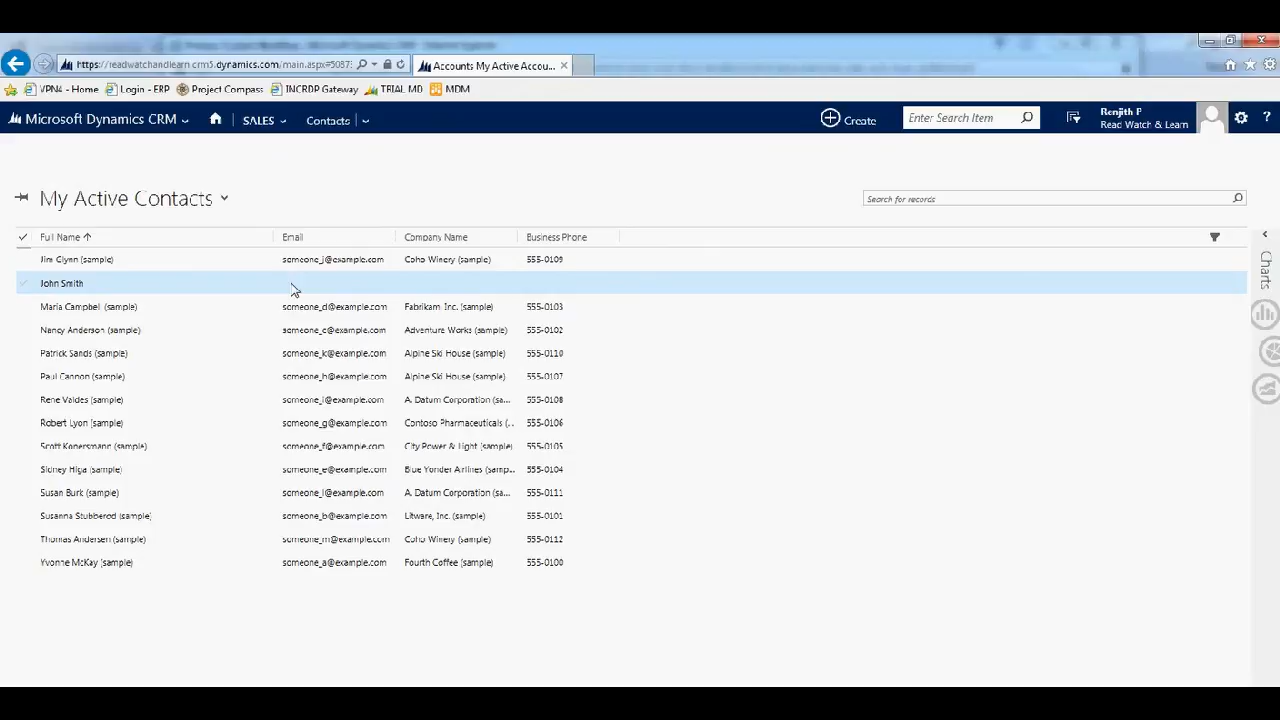 https://readwatchandlearn.crm5.dynamics.com/main.aspx#5087
Accounts My Active Accou...
VPN4 - Home
Login - ERP
Project Compass
INCRDP Gateway
TRIAL MD
MDM
Microsoft Dynamics CRM
SALES
Contacts
Create
Enter Search Item
Renjith P
Read Watch & Learn
?
My Active Contacts
Search for records
Full Name Email Company Name Business Phone
Jim Glynn (sample) someone_j@example.com Coho Winery (sample) 555-0109
John Smith
Maria Campbell (sample) someone_d@example.com Fabrikam, Inc. (sample) 555-0103
Nancy Anderson (sample) someone_c@example.com Adventure Works (sample) 555-0102
Patrick Sands (sample) someone_k@example.com Alpine Ski House (sample) 555-0110
Paul Cannon (sample) someone_h@example.com Alpine Ski House (sample) 555-0107
Rene Valdes (sample) someone_i@example.com A. Datum Corporation (sa... 555-0108
Robert Lyon (sample) someone_g@example.com Contoso Pharmaceuticals (... 555-0106
Scott Konersmann (sample) someone_f@example.com City Power & Light (sample) 555-0105
Sidney Higa (sample) someone_e@example.com Blue Yonder Airlines (samp... 555-0104
Susan Burk (sample) someone_l@example.com A. Datum Corporation (sa... 555-0111
Susanna Stubberod (sample) someone_b@example.com Litware, Inc. (sample) 555-0101
Thomas Andersen (sample) someone_m@example.com Coho Winery (sample) 555-0112
Yvonne McKay (sample) someone_a@example.com Fourth Coffee (sample) 555-0100
Charts